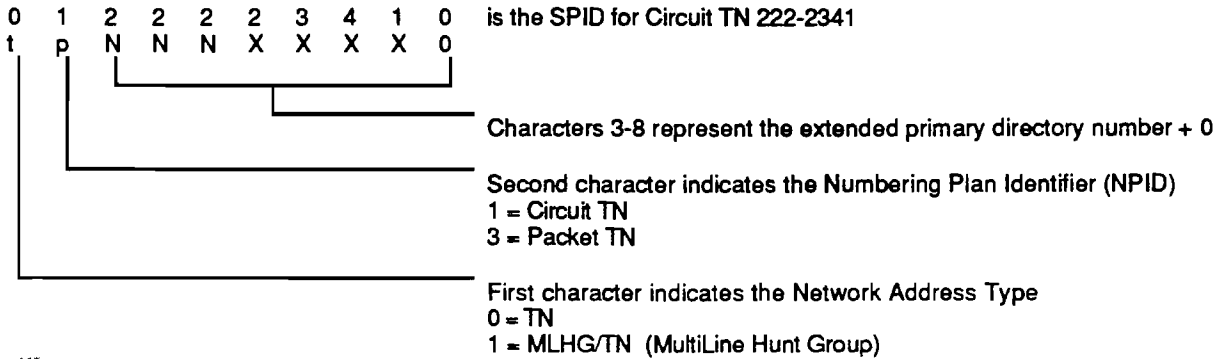 0 1 2 2 2 2 3 4 1 0 is the SPID for Circuit TN 222-2341
t p N N N X X X X 0
Characters 3-8 represent the extended primary directory number + 0
Second character indicates the Numbering Plan Identifier (NPID)
1 = Circuit TN
3 = Packet TN
First character indicates the Network Address Type
0 = TN
1 = MLHG/TN (MultiLine Hunt Group)